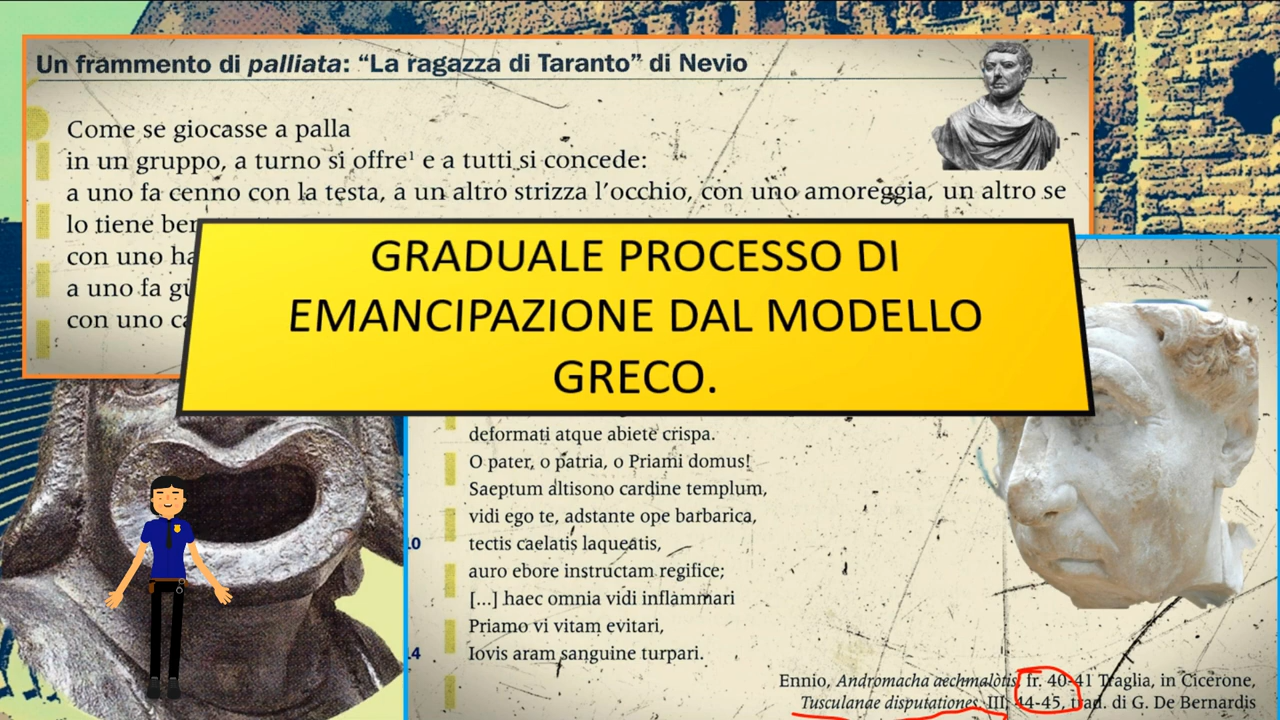 Un frammento di palliata: “La ragazza di Taranto” di Nevio
Come se giocasse a palla
in un gruppo, a turno si offre¹ e a tutti si concede:
a uno fa cenno con la testa, a un altro strizza l’occhio, con uno amoreggia, un altro se
lo tiene
con uno
a uno fa
con uno
GRADUALE PROCESSO DI
EMANCIPAZIONE DAL MODELLO
GRECO.
deformati atque abiete crispa.
O pater, o patria, o Priami domus!
Saeptum altisono cardine templum,
vidi ego te, adstante ope barbarica,
tectis caelatis laqueatis,
auro ebore instructam regifice;
[...] haec omnia vidi inflammari
Priamo vi vitam evitari,
Iovis aram sanguine turpari.
Ennio, Andromacha aechmalòtis, fr. 40-41 Traglia, in Cicerone,
Tusculanae disputationes, III, 44-45, trad. di G. De Bernardis